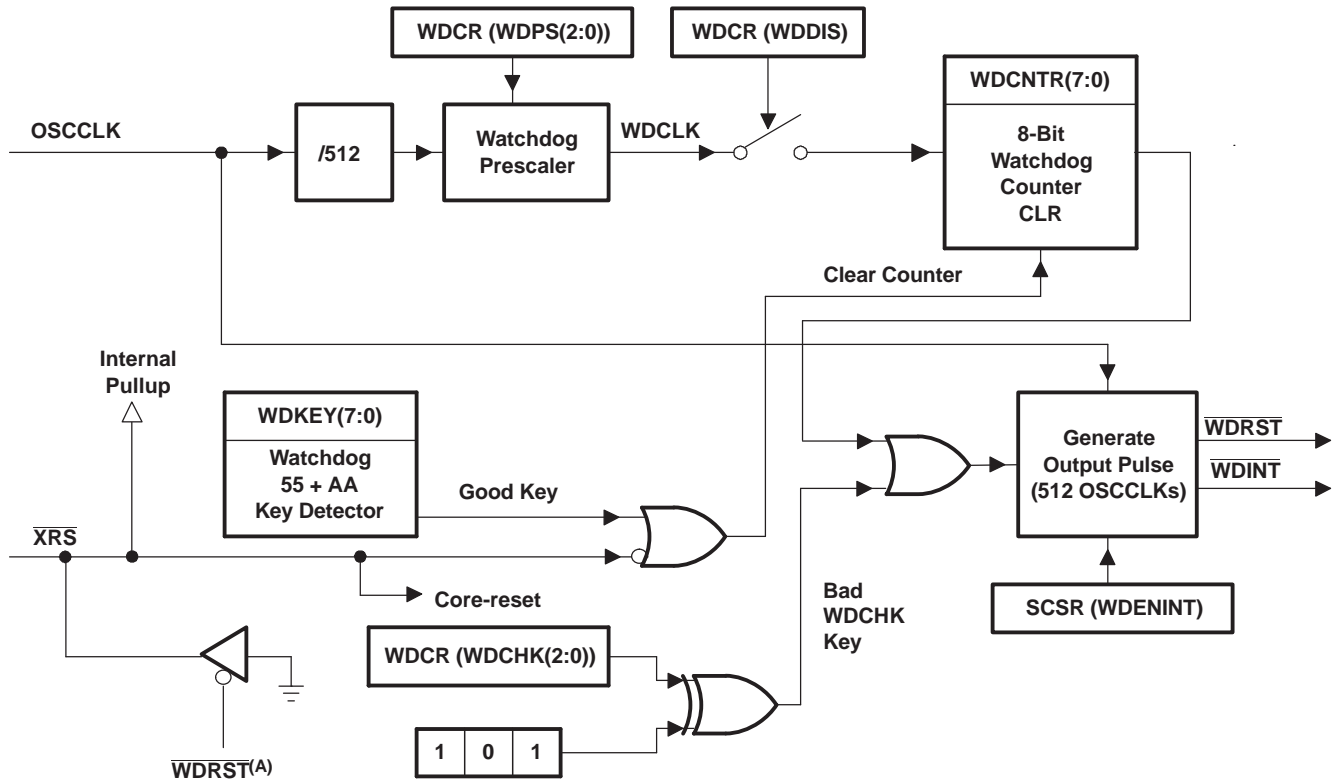 WDCR (WDPS(2:0))
WDCR (WDDIS)
WDCNTR(7:0)
OSCCLK
/512
Watchdog
Prescaler
WDCLK
8-Bit
Watchdog
Counter
CLR
Clear Counter
Internal
Pullup
WDKEY(7:0)
Watchdog
55 + AA
Key Detector
Good Key
Generate
Output Pulse
(512 OSCCLKs)
WDRST
WDINT
XRS
Core-reset
Bad
WDCHK
Key
SCSR (WDENINT)
WDCR (WDCHK(2:0))
1 0 1
WDRST(A)